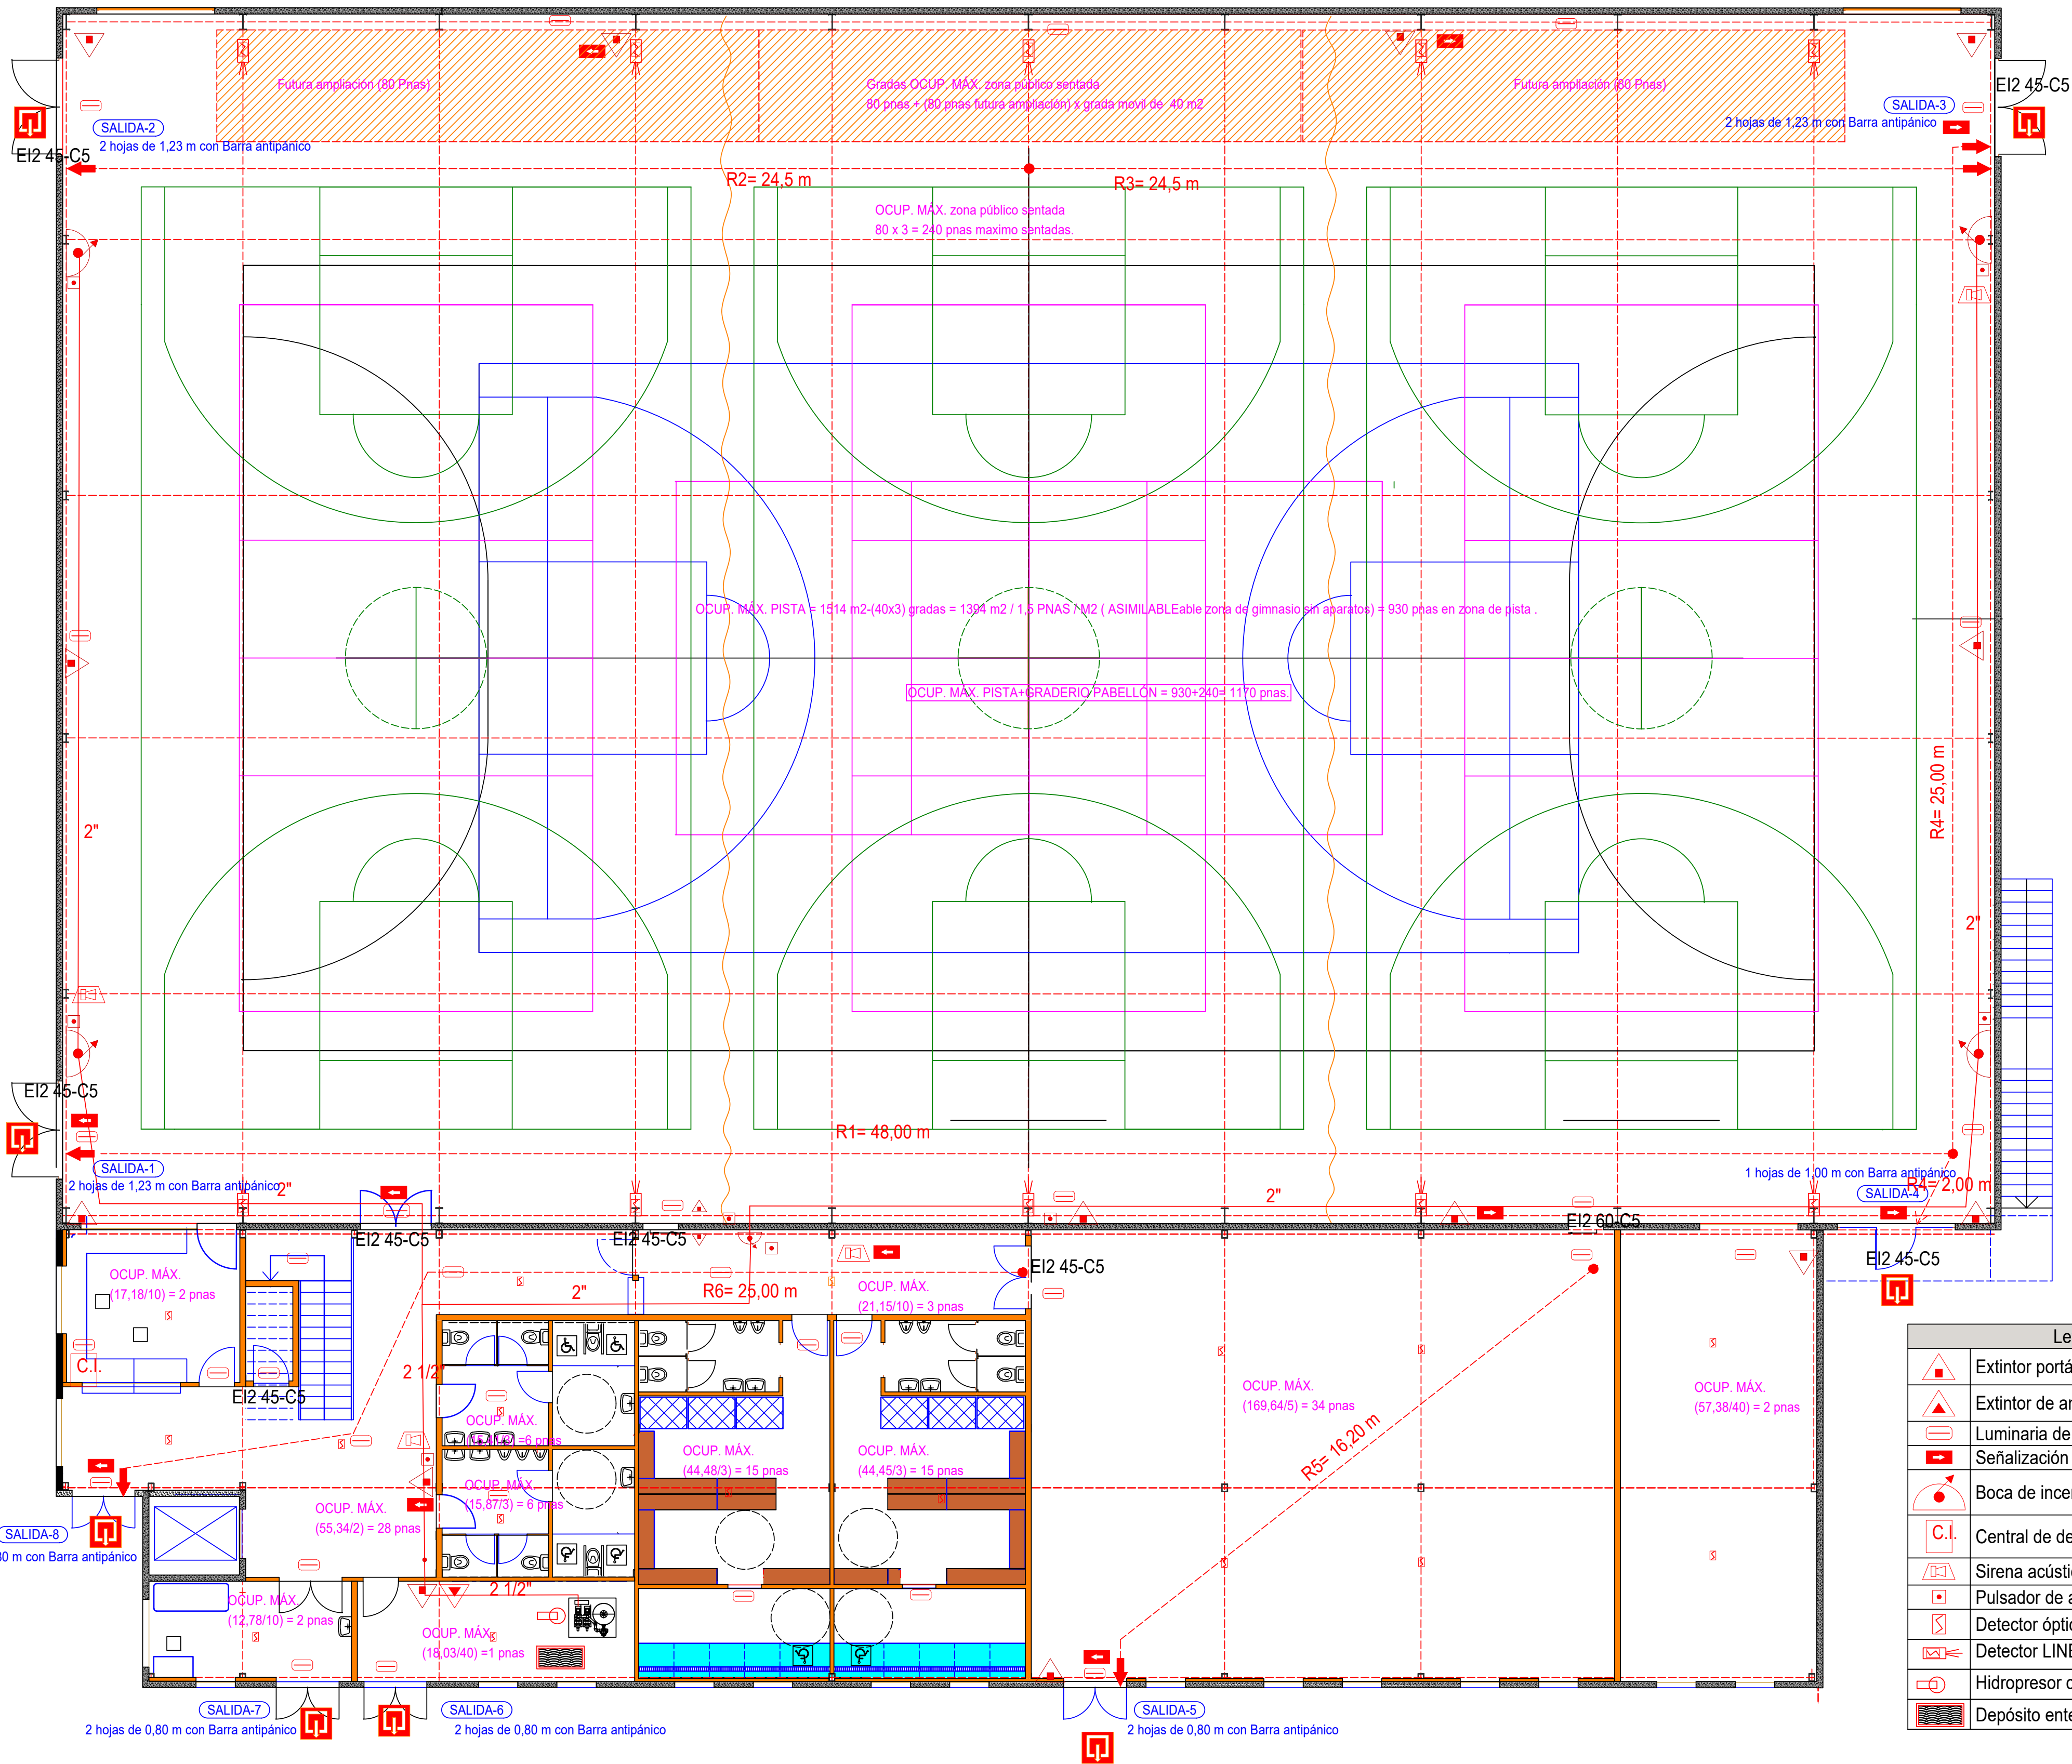 Futura ampliación (80 Pnas)
Gradas OCUP. MÁX. zona público sentada
80 pnas + (80 pnas futura ampliación) x grada movil de 40 m2
Futura ampliación (80 Pnas)
EI2 45-C5
SALIDA-3
2 hojas de 1,23 m con Barra antipánico
SALIDA-2
2 hojas de 1,23 m con Barra antipánico
EI2 45-C5
R2= 24,5 m
R3= 24,5 m
OCUP. MÁX. zona público sentada
80 x 3 = 240 pnas maximo sentadas.
OCUP. MÁX. PISTA = 1514 m2-(40x3) gradas = 1394 m2 / 1,5 PNAS / M2 ( ASIMILABLEable zona de gimnasio sin aparatos) = 930 pnas en zona de pista .
OCUP. MÁX. PISTA+GRADERIO PABELLÓN = 930+240= 1170 pnas.
R4= 25,00 m
2"
2"
EI2 45-C5
R1= 48,00 m
SALIDA-1
2 hojas de 1,23 m con Barra antipánico
2"
2"
1 hojas de 1,00 m con Barra antipánico
SALIDA-4
R4= 2,00 m
EI2 45-C5
EI2 45-C5
EI2 45-C5
EI2 60-C5
EI2 45-C5
OCUP. MÁX.
(17,18/10) = 2 pnas
2"
R6= 25,00 m
OCUP. MÁX.
(21,15/10) = 3 pnas
C.I.
EI2 45-C5
2 1/2"
OCUP. MÁX.
=6 pnas
OCUP. MÁX.
(15,87/3) = 6 pnas
OCUP. MÁX.
(44,48/3) = 15 pnas
OCUP. MÁX.
(44,45/3) = 15 pnas
OCUP. MÁX.
(169,64/5) = 34 pnas
R5= 16,20 m
OCUP. MÁX.
(57,38/40) = 2 pnas
OCUP. MÁX.
(55,34/2) = 28 pnas
SALIDA-8
m con Barra antipánico
OCUP. MÁX.
(12,78/10) = 2 pnas
2 1/2"
OCUP. MÁX.
(18,03/40) =1 pnas
SALIDA-7
2 hojas de 0,80 m con Barra antipánico
SALIDA-6
2 hojas de 0,80 m con Barra antipánico
SALIDA-5
2 hojas de 0,80 m con Barra antipánico
Le
Extintor portá
Extintor de ar
Luminaria de
Señalización
Boca de incer
C.I. Central de de
Sirena acústic
Pulsador de a
Detector óptic
Detector LINE
Hidropresor c
Depósito ente